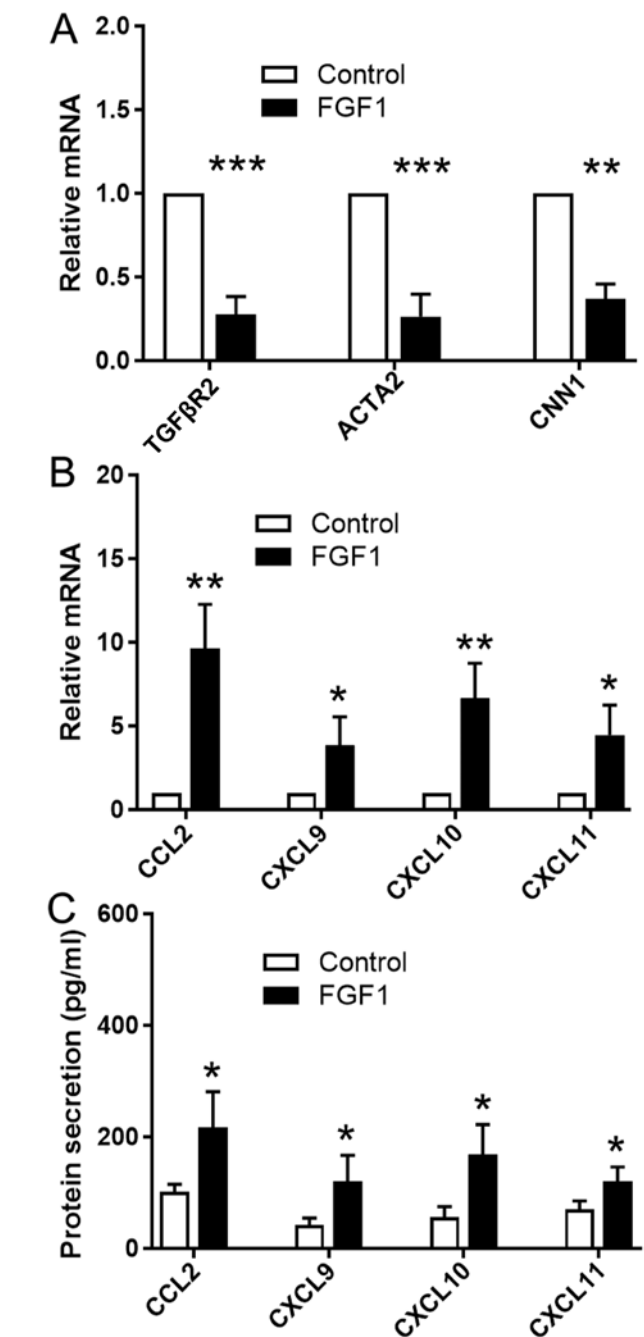 A
Relative mRNA
2.0
1.5
1.0
0.5
0.0
Control
FGF1
***
***
**
TGFβR2
ACTA2
CNN1
B
Relative mRNA
20
15
10
5
0
Control
FGF1
**
*
**
*
CCL2
CXCL9
CXCL10
CXCL11
C
Protein secretion (pg/ml)
600
400
200
0
Control
FGF1
*
*
*
*
CCL2
CXCL9
CXCL10
CXCL11